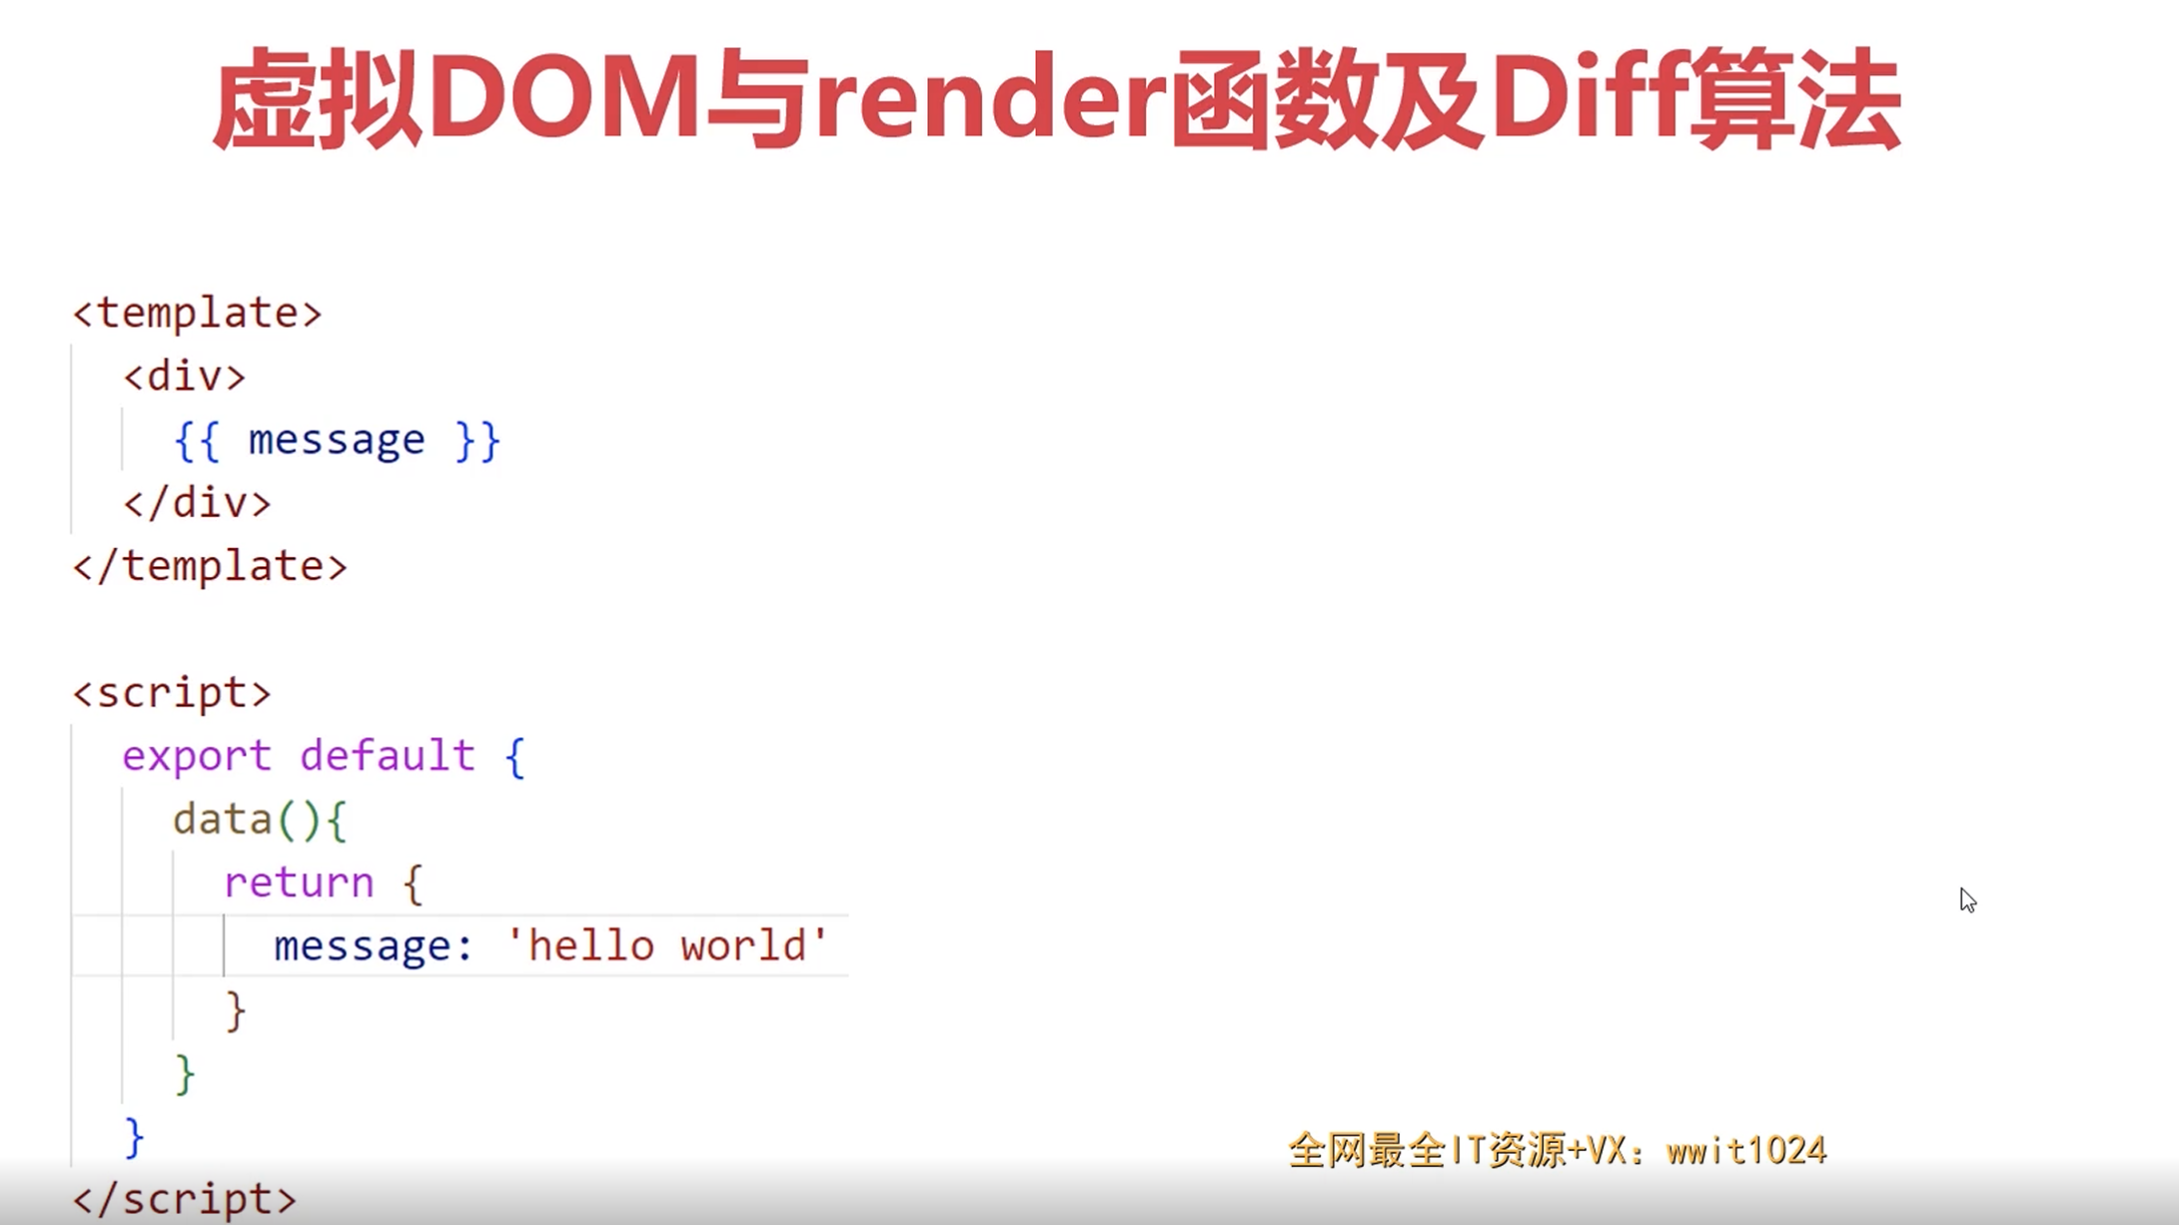 虚拟DOM与render函数及Diff算法
<template>
<div>
{{ message }}
</div>
</template>
<script>
export default {
data(){
return {
message: 'hello world'
}
}
}
</script>
全网最全IT资源+VX：wwit1024